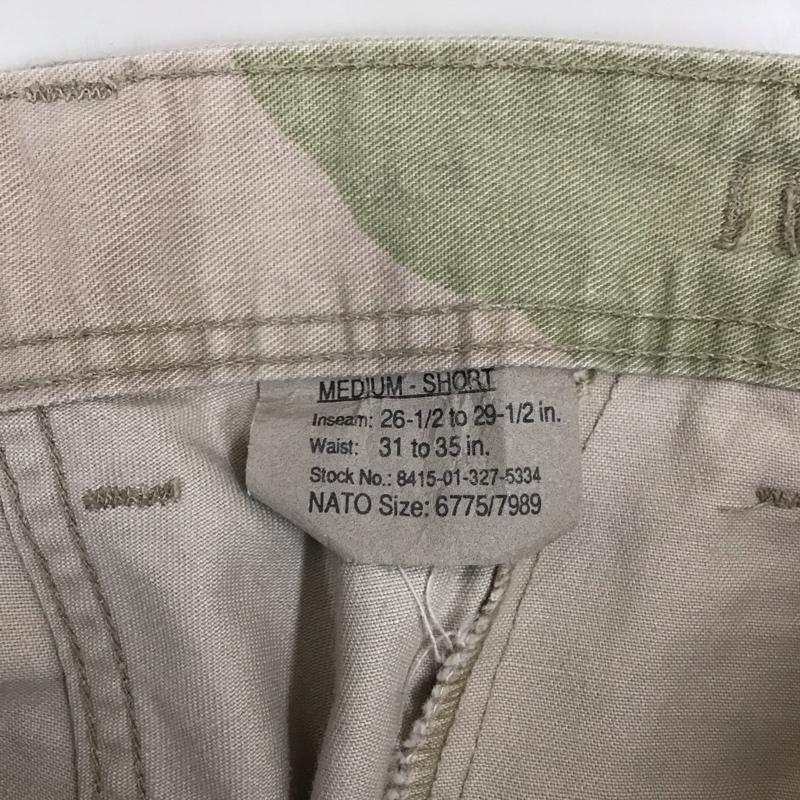 MEDIUM - SHORT
Inseam: 26-1/2 to 29-1/2 in.
Waist: 31 to 35 in.
Stock No.: 8415-01-327-5334
NATO Size: 6775/7989